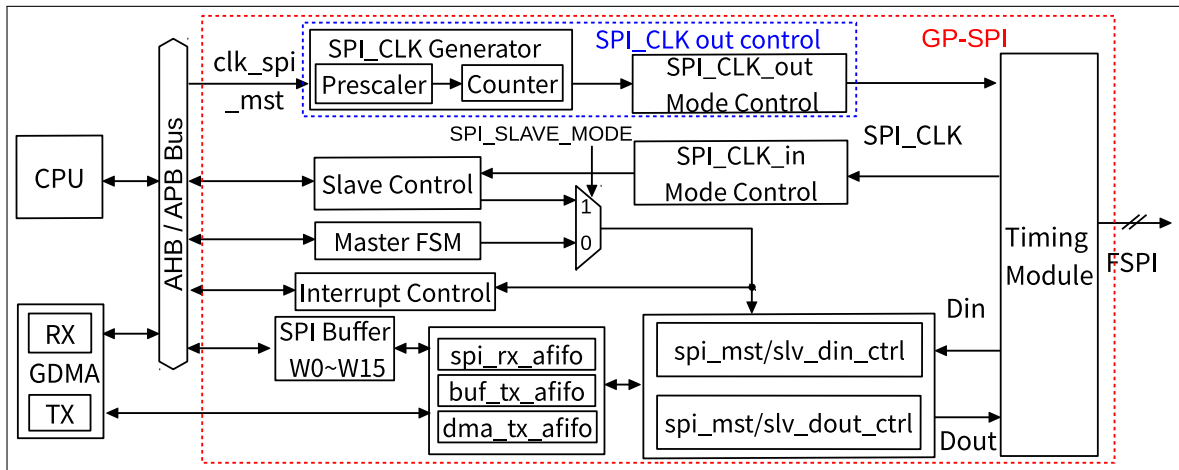 SPI_CLK Generator
SPI_CLK out control
GP-SPI
clk_spi
_mst
Prescaler
Counter
SPI_CLK_out
Mode Control
SPI_SLAVE_MODE
SPI_CLK
CPU
AHB / APB Bus
Slave Control
SPI_CLK_in
Mode Control
1
0
Master FSM
Timing
Module
FSPI
Interrupt Control
Din
RX
GDMA
TX
SPI Buffer
W0~W15
spi_rx_afifo
buf_tx_afifo
dma_tx_afifo
spi_mst/slv_din_ctrl
spi_mst/slv_dout_ctrl
Dout